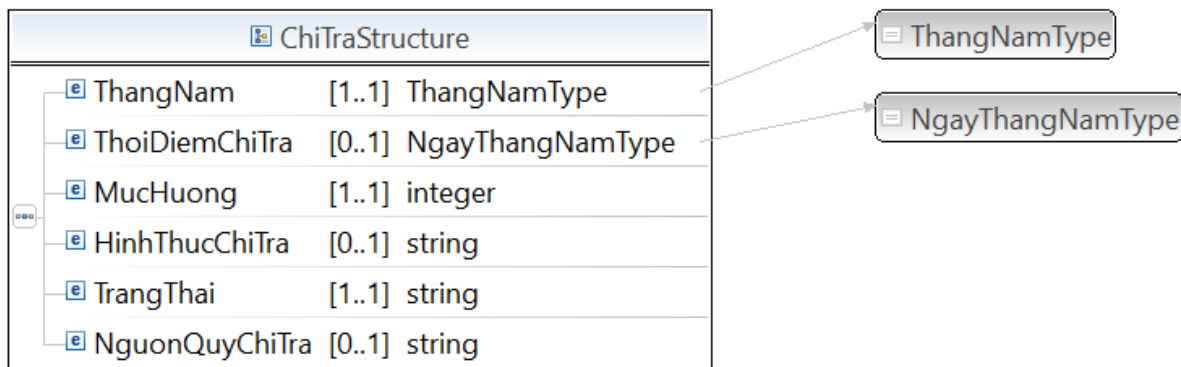 ChiTraStructure
ThangNam [1..1] ThangNamType
ThoiDiemChiTra [0..1] NgayThangNamType
MucHuong [1..1] integer
HinhThucChiTra [0..1] string
TrangThai [1..1] string
NguonQuyChiTra [0..1] string
ThangNamType
NgayThangNamType